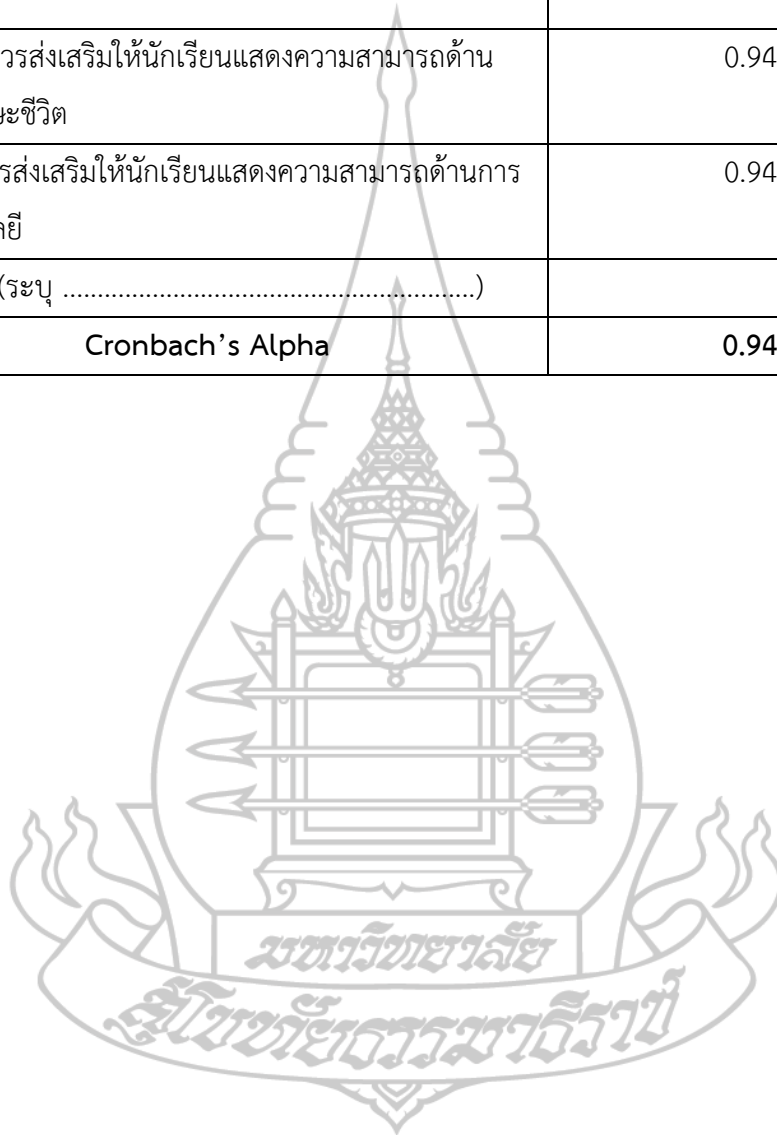 วรส่งเสริมให้นักเรียนแสดงความสามารถด้าน 0.94
ะชีวิต
รส่งเสริมให้นักเรียนแสดงความสามารถด้านการ 0.94
ลยี
(ระบุ ............................................................)
Cronbach’s Alpha 0.94
มหาวิทยาลัย
สุโขทัยธรรมาธิราช